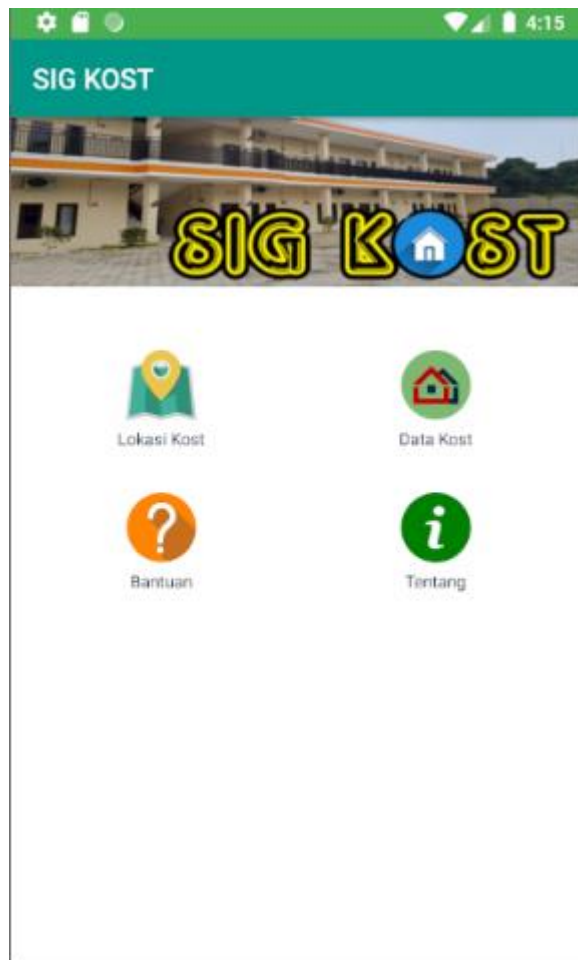 4:15
SIG KOST
SIG KOST
Lokasi Kost
Data Kost
Bantuan
Tentang